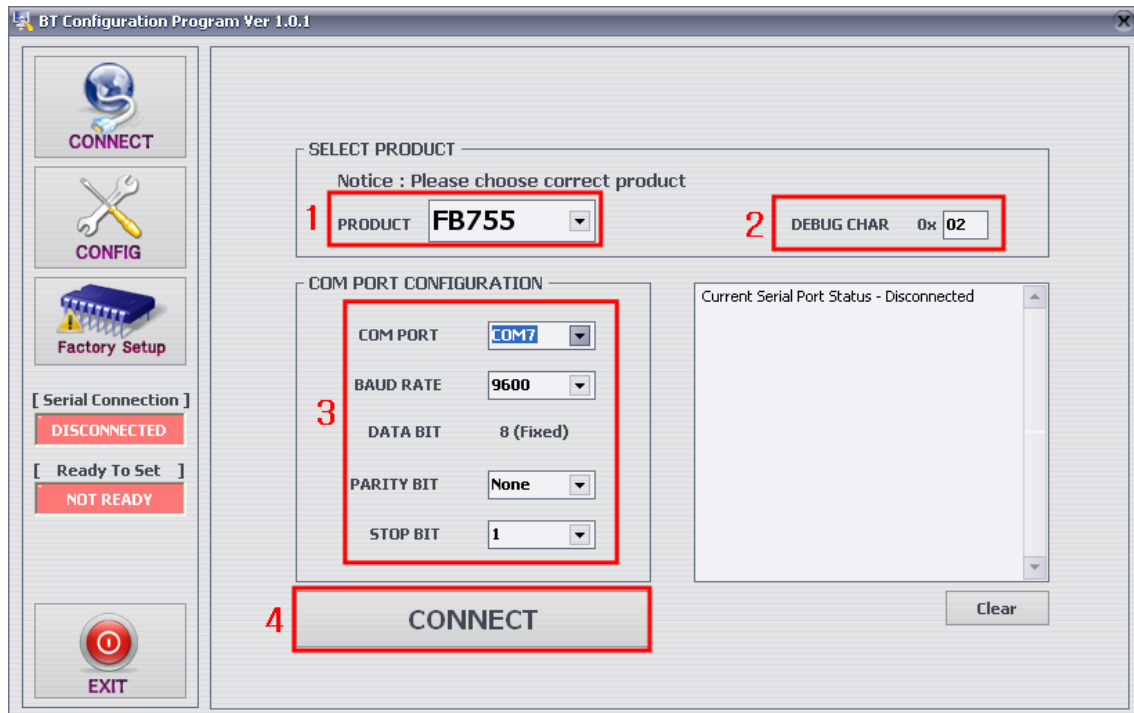 BT Configuration Program Ver 1.0.1
CONNECT
CONFIG
Factory Setup
[ Serial Connection ]
DISCONNECTED
[ Ready To Set ]
NOT READY
EXIT
SELECT PRODUCT
Notice : Please choose correct product
1 PRODUCT FB755
2 DEBUG CHAR 0x 02
COM PORT CONFIGURATION
3
COM PORT COM7
BAUD RATE 9600
DATA BIT 8 (Fixed)
PARITY BIT None
STOP BIT 1
4 CONNECT
Current Serial Port Status - Disconnected
Clear